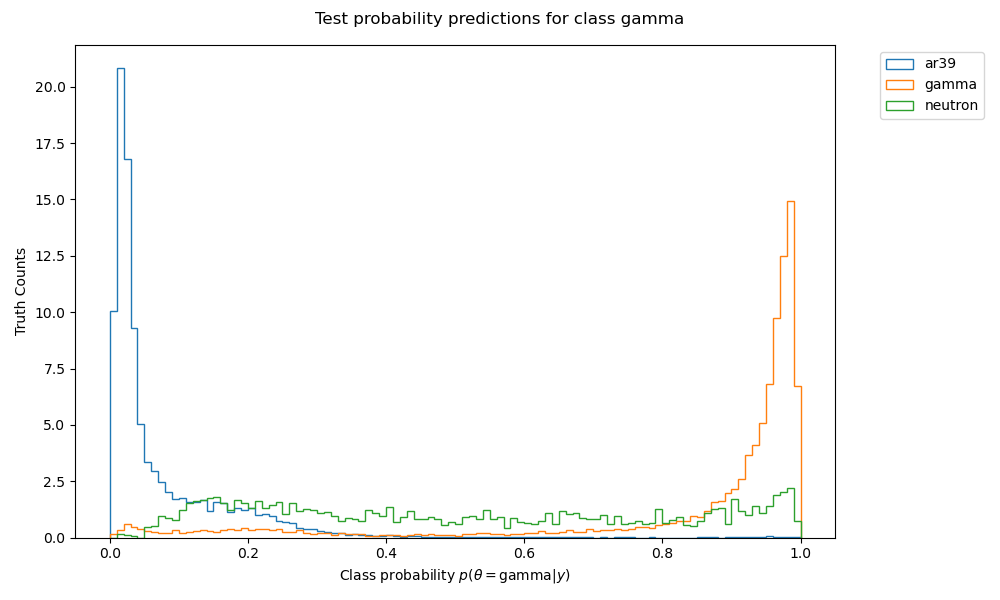 Test probability predictions for class gamma
ar39
gamma
neutron
Truth Counts
20.0
17.5
15.0
12.5
10.0
7.5
5.0
2.5
0.0
0.0 0.2 0.4 0.6 0.8 1.0
Class probability p(θ = gamma|y)